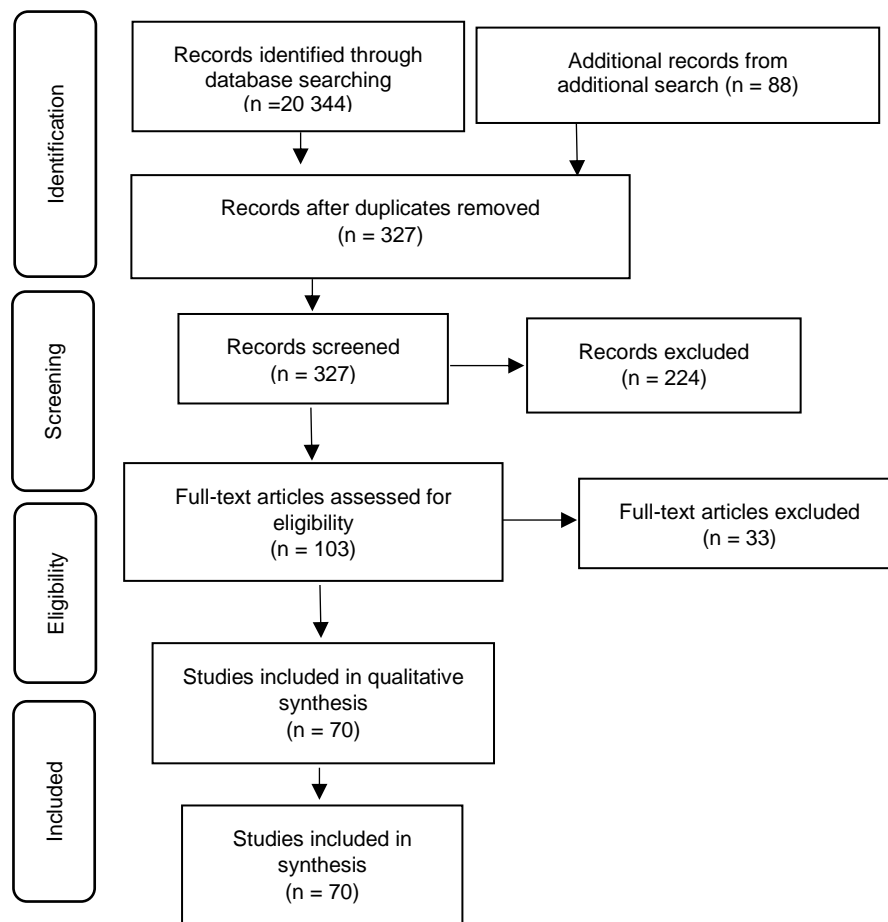 Identification
Records identified through
database searching
(n =20 344)
Additional records from
additional search (n = 88)
Records after duplicates removed
(n = 327)
Screening
Records screened
(n = 327)
Records excluded
(n = 224)
Eligibility
Full-text articles assessed for
eligibility
(n = 103)
Full-text articles excluded
(n = 33)
Studies included in qualitative
synthesis
(n = 70)
Included
Studies included in
synthesis
(n = 70)